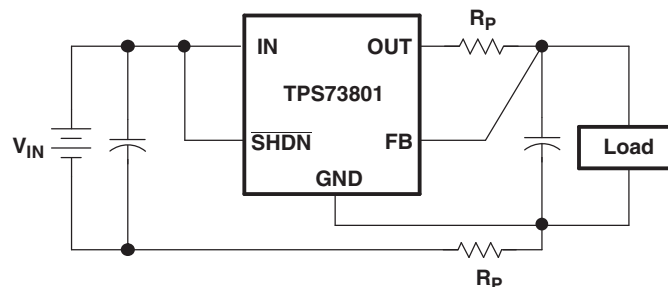 R_P
IN
OUT
TPS73801
V_IN
SHDN
FB
Load
GND
R_P